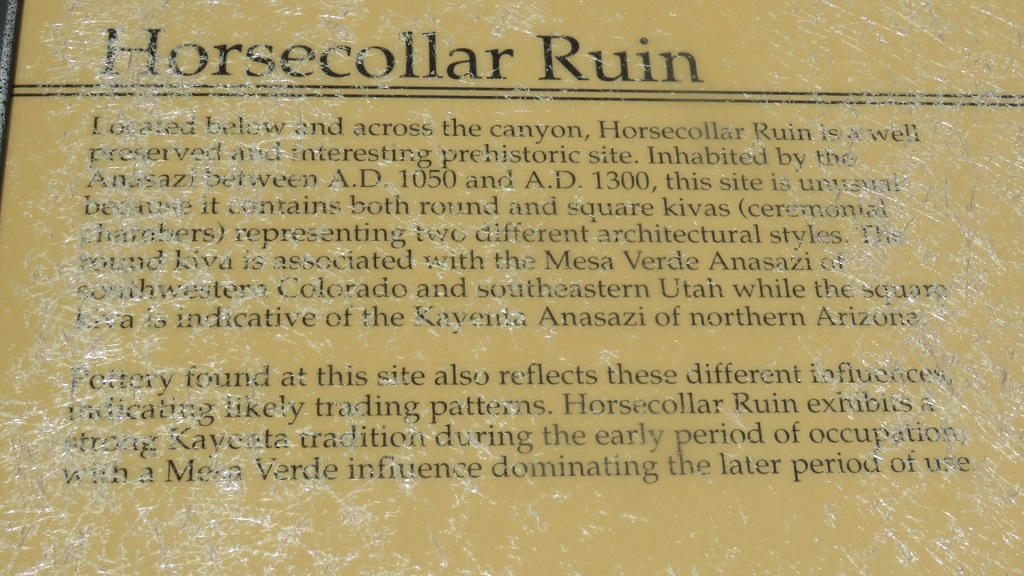 Horsecollar Ruin
Located below and across the canyon, Horsecollar Ruin is a well
preserved and interesting prehistoric site. Inhabited by the
Anasazi between A.D. 1050 and A.D. 1300, this site is unusual
because it contains both round and square kivas (ceremonial
chambers) representing two different architectural styles. The
round kiva is associated with the Mesa Verde Anasazi of
southwestern Colorado and southeastern Utah while the square
kiva is indicative of the Kayenta Anasazi of northern Arizona.
Pottery found at this site also reflects these different influences,
indicating likely trading patterns. Horsecollar Ruin exhibits a
strong Kayenta tradition during the early period of occupation,
with a Mesa Verde influence dominating the later period of use.